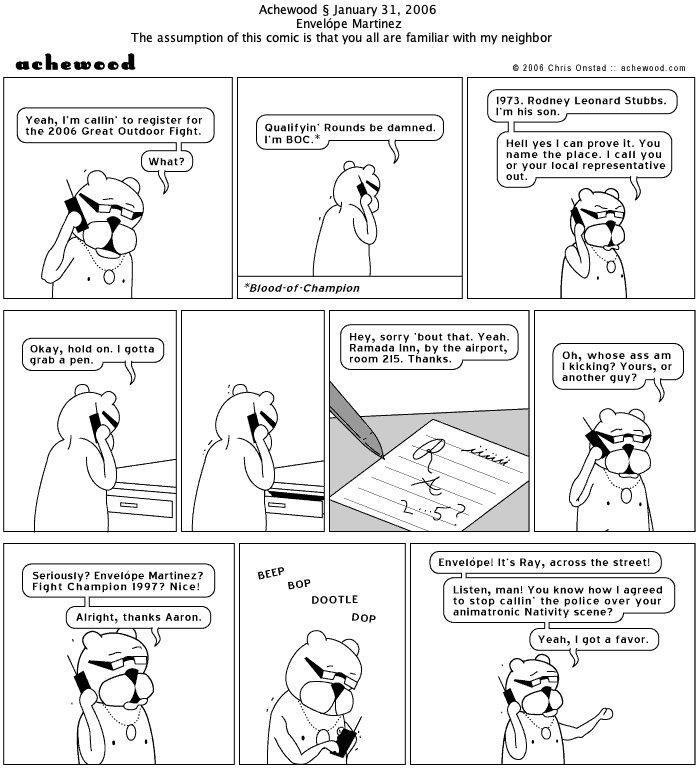 Achewood § January 31, 2006
Envelópe Martinez
The assumption of this comic is that you all are familiar with my neighbor
achewood
© 2006 Chris Onstad :: achewood.com
Yeah, I'm callin' to register for
the 2006 Great Outdoor Fight.
What?
Qualifyin' Rounds be damned.
I'm BOC.*
*Blood-of-Champion
1973. Rodney Leonard Stubbs.
I'm his son.
Hell yes I can prove it. You
name the place. I call you
or your local representative
out.
Okay, hold on. I gotta
grab a pen.
Hey, sorry 'bout that. Yeah.
Ramada Inn, by the airport,
room 215. Thanks.
R
2...5?
Oh, whose ass am
I kicking? Yours, or
another guy?
Seriously? Envelópe Martinez?
Fight Champion 1997? Nice!
Alright, thanks Aaron.
BEEP
BOP
DOOTLE
DOP
Envelópe! It's Ray, across the street!
Listen, man! You know how I agreed
to stop callin' the police over your
animatronic Nativity scene?
Yeah, I got a favor.